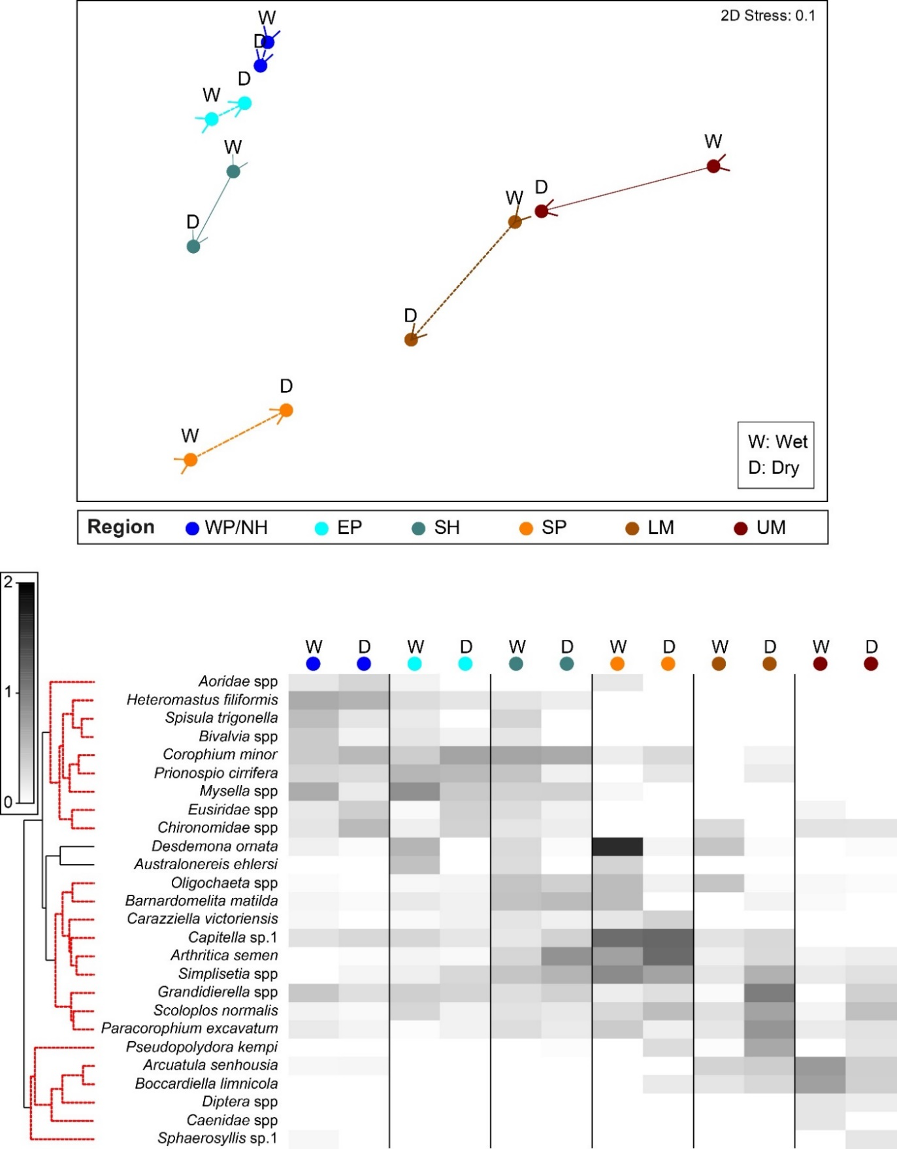 2D Stress: 0.1
W
D
D
W
W
D
W
D
W
D
D
W
W: Wet
D: Dry
Region WP/NH EP SH SP LM UM
2
1
0
W D W D W D W D W D W D
Aoridae spp
Heteromastus filiformis
Spisula trigonella
Bivalvia spp
Corophium minor
Prionospio cirrifera
Mysella spp
Eusiridae spp
Chironomidae spp
Desdemona ornata
Australonereis ehlersi
Oligochaeta spp
Barnardomelita matilda
Carazziella victoriensis
Capitella sp.1
Arthritica semen
Simplisetia spp
Grandidierella spp
Scoloplos normalis
Paracorophium excavatum
Pseudopolydora kempi
Arcuatula senhousia
Boccardiella limnicola
Diptera spp
Caenidae spp
Sphaerosyllis sp.1